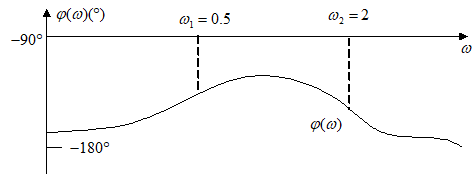 φ(ω)(°)
ω₁ = 0.5
ω₂ = 2
−90°
ω
φ(ω)
−180°